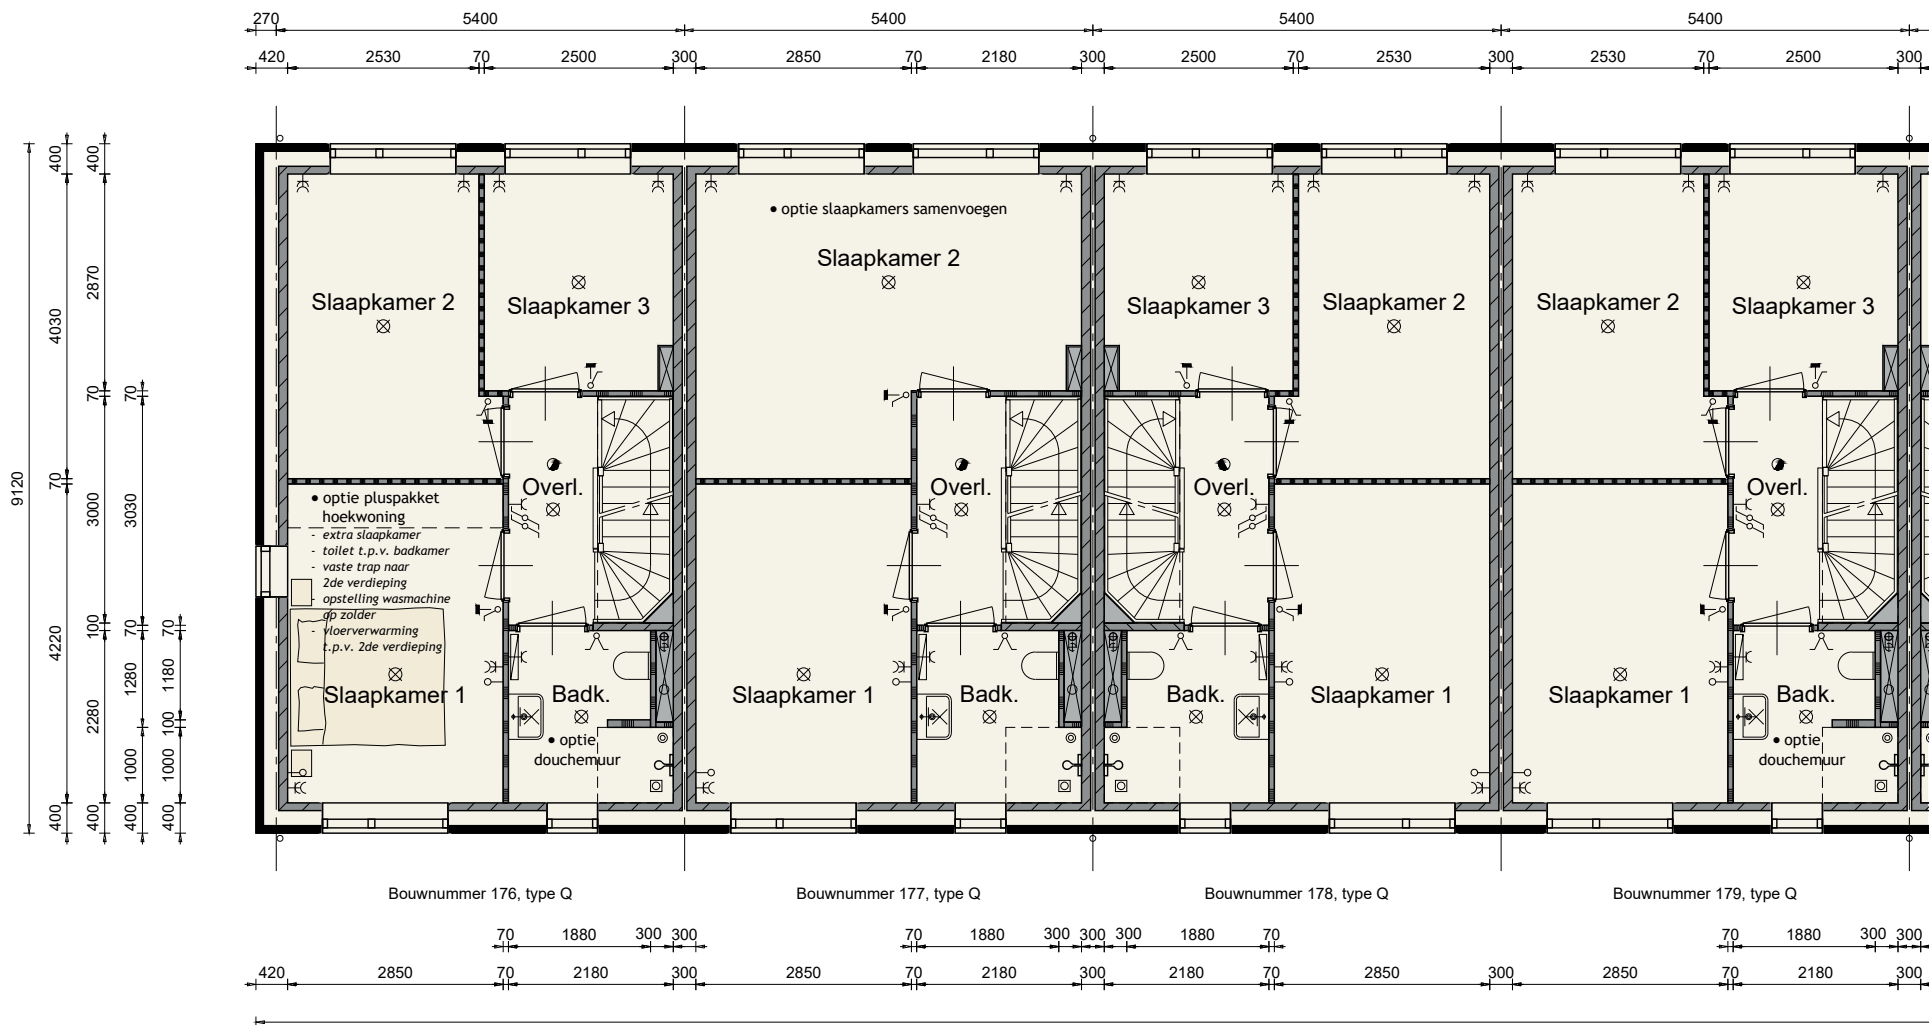 270 5400 5400 5400 5400
420 2530 70 2500 300 2850 70 2180 300 2500 70 2530 300 2530 70 2500 300
400 400
2870
4030
9120
70 70
3000 3030
70
100 70 70
4220
1280 1180
2280
100
1000 1000
400 400 400 400
• optie slaapkamers samenvoegen
Slaapkamer 2
Slaapkamer 2 Slaapkamer 3 Slaapkamer 3 Slaapkamer 2 Slaapkamer 2 Slaapkamer 3
Overl. Overl. Overl. Overl.
• optie pluspakket
hoekwoning
- extra slaapkamer
- toilet t.p.v. badkamer
- vaste trap naar
2de verdieping
- opstelling wasmachine
op zolder
- vloerverwarming
t.p.v. 2de verdieping
Slaapkamer 1 Badk. Slaapkamer 1 Badk. Badk. Slaapkamer 1 Slaapkamer 1 Badk.
• optie
douchemuur
• optie
douchemuur
Bouwnummer 176, type Q Bouwnummer 177, type Q Bouwnummer 178, type Q Bouwnummer 179, type Q
70 1880 300 300 70 1880 300 300 300 1880 70 70 1880 300 300
420 2850 70 2180 300 2850 70 2180 300 2180 70 2850 300 2850 70 2180 300